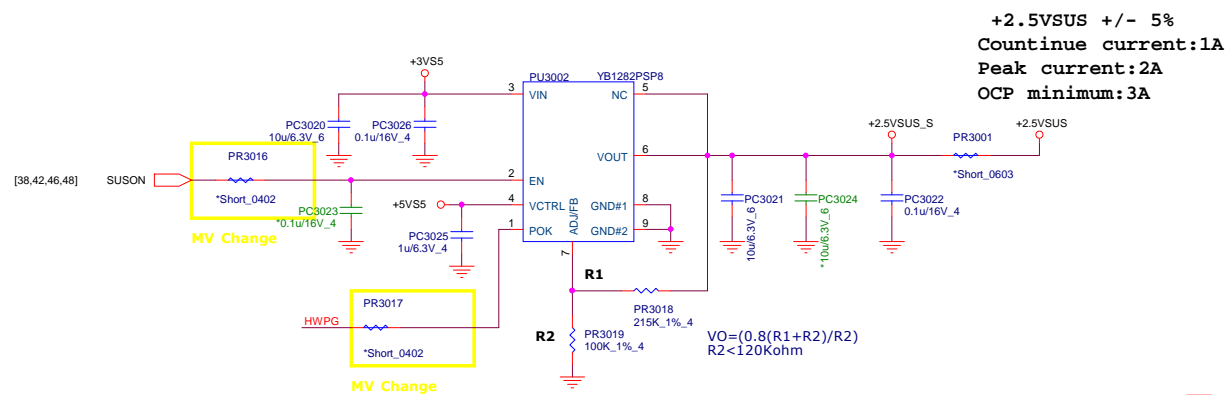 +2.5VSUS +/- 5%
Countinue current:1A
Peak current:2A
OCP minimum:3A
+3VS5
PU3002
YB1282PSP8
3
VIN
NC
5
PC3020
10u/6.3V_6
PC3026
0.1u/16V_4
+2.5VSUS_S
PR3001
+2.5VSUS
*Short_0603
VOUT
6
PR3016
[38,42,46,48]
SUSON
*Short_0402
2
EN
PC3023
*0.1u/16V_4
MV Change
+5VS5
4
VCTRL
GND#1
8
PC3021
10u/6.3V_6
PC3024
*10u/6.3V_6
PC3022
0.1u/16V_4
PC3025
1u/6.3V_4
1
POK
ADJ/FB
GND#2
9
7
R1
PR3017
HWPG
*Short_0402
MV Change
PR3018
215K_1%_4
R2
PR3019
100K_1%_4
VO=(0.8(R1+R2)/R2)
R2<120Kohm